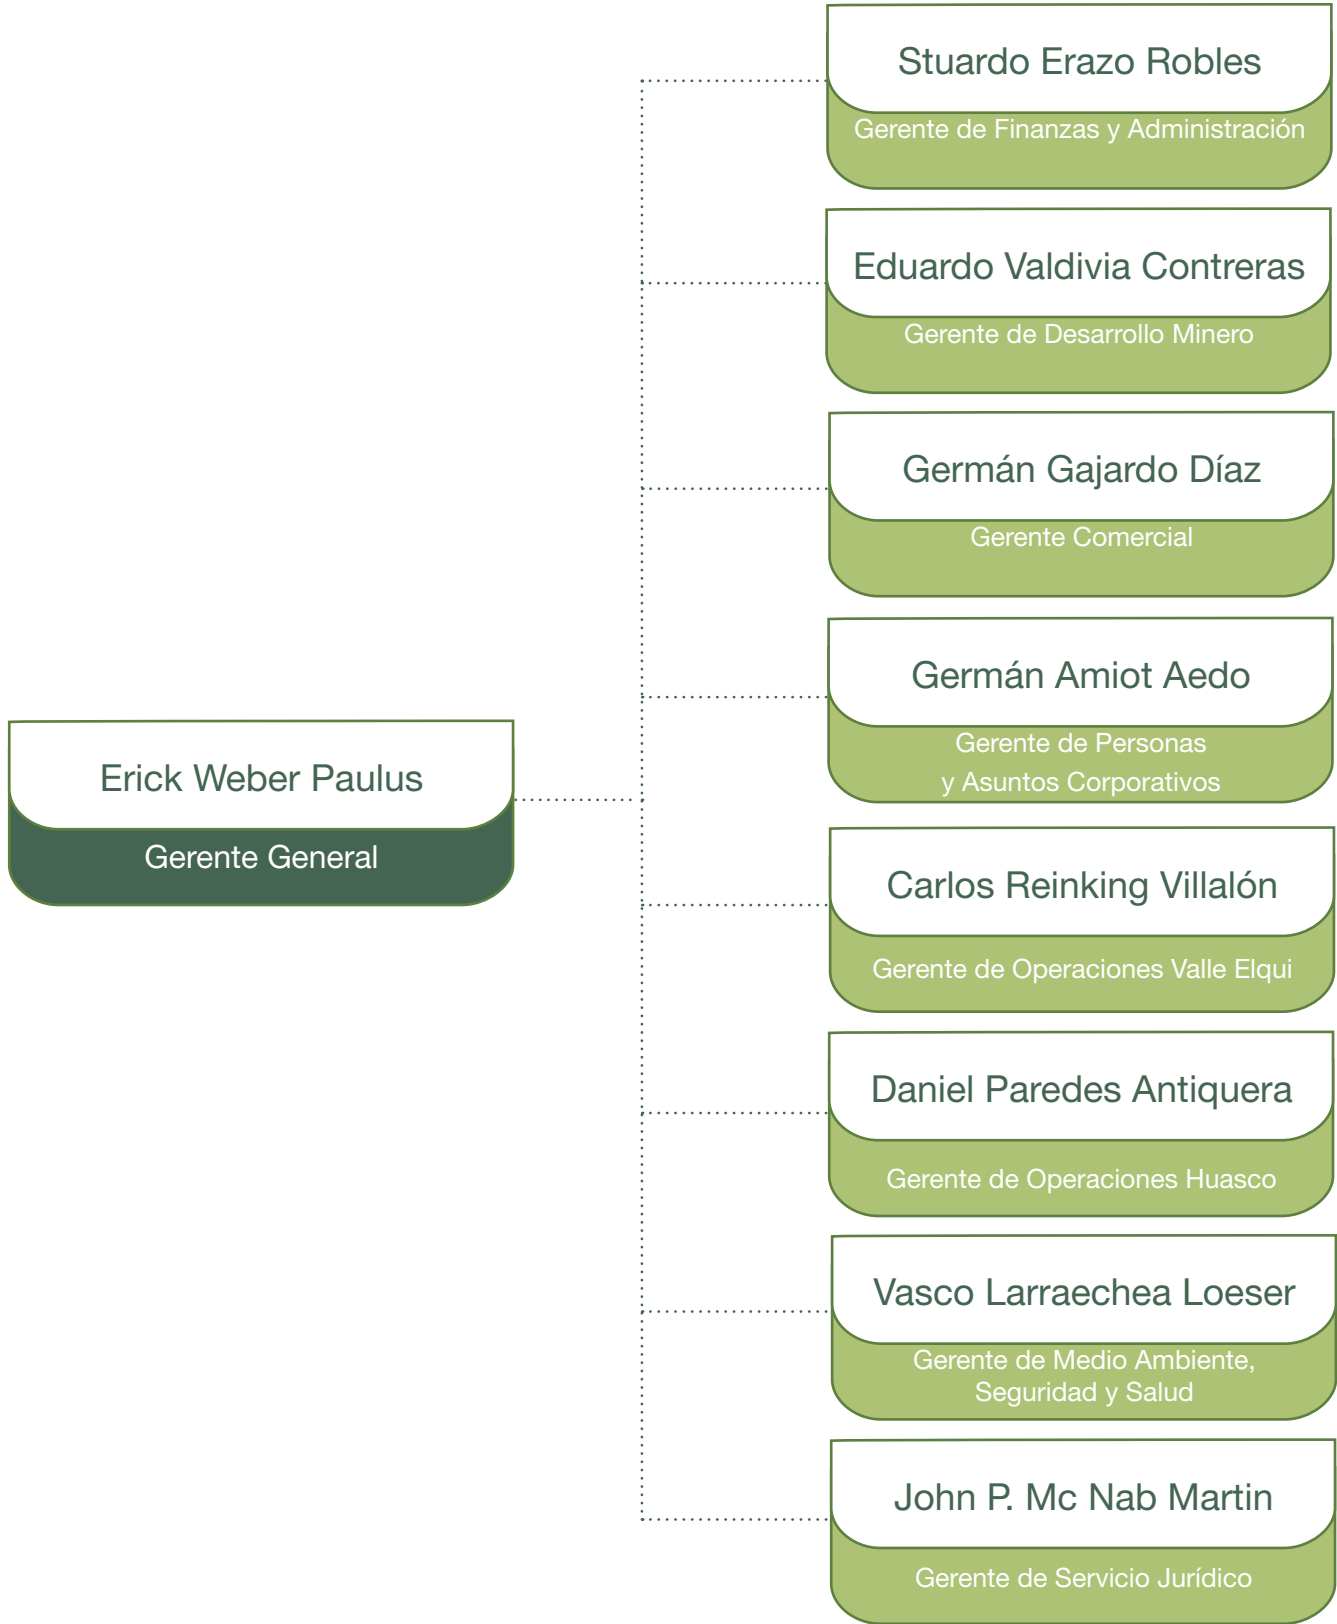 Stuardo Erazo Robles
Gerente de Finanzas y Administración
Eduardo Valdivia Contreras
Gerente de Desarrollo Minero
Germán Gajardo Díaz
Gerente Comercial
Germán Amiot Aedo
Gerente de Personas
y Asuntos Corporativos
Erick Weber Paulus
Gerente General
Carlos Reinking Villalón
Gerente de Operaciones Valle Elqui
Daniel Paredes Antiquera
Gerente de Operaciones Huasco
Vasco Larraechea Loeser
Gerente de Medio Ambiente,
Seguridad y Salud
John P. Mc Nab Martin
Gerente de Servicio Jurídico